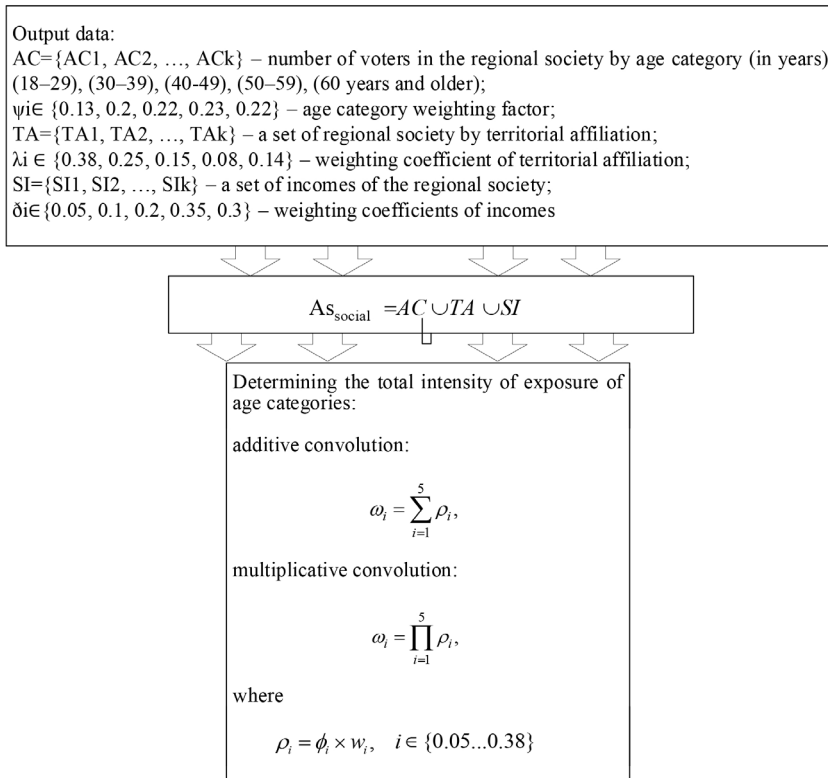 Output data:
AC={AC1, AC2, …, ACk} – number of voters in the regional society by age category (in years)
(18–29), (30–39), (40-49), (50–59), (60 years and older);
ψi∈ {0.13, 0.2, 0.22, 0.23, 0.22} – age category weighting factor;
TA={TA1, TA2, …, TAk} – a set of regional society by territorial affiliation;
λi ∈ {0.38, 0.25, 0.15, 0.08, 0.14} – weighting coefficient of territorial affiliation;
SI={SI1, SI2, …, SIk} – a set of incomes of the regional society;
ði∈{0.05, 0.1, 0.2, 0.35, 0.3} – weighting coefficients of incomes
As_social =AC ∪TA ∪SI
Determining the total intensity of exposure of
age categories:
additive convolution:
ω_i = ∑_{i=1}^{5} ρ_i,
multiplicative convolution:
ω_i = ∏_{i=1}^{5} ρ_i,
where
ρ_i = ϕ_i × w_i, i ∈ {0.05...0.38}